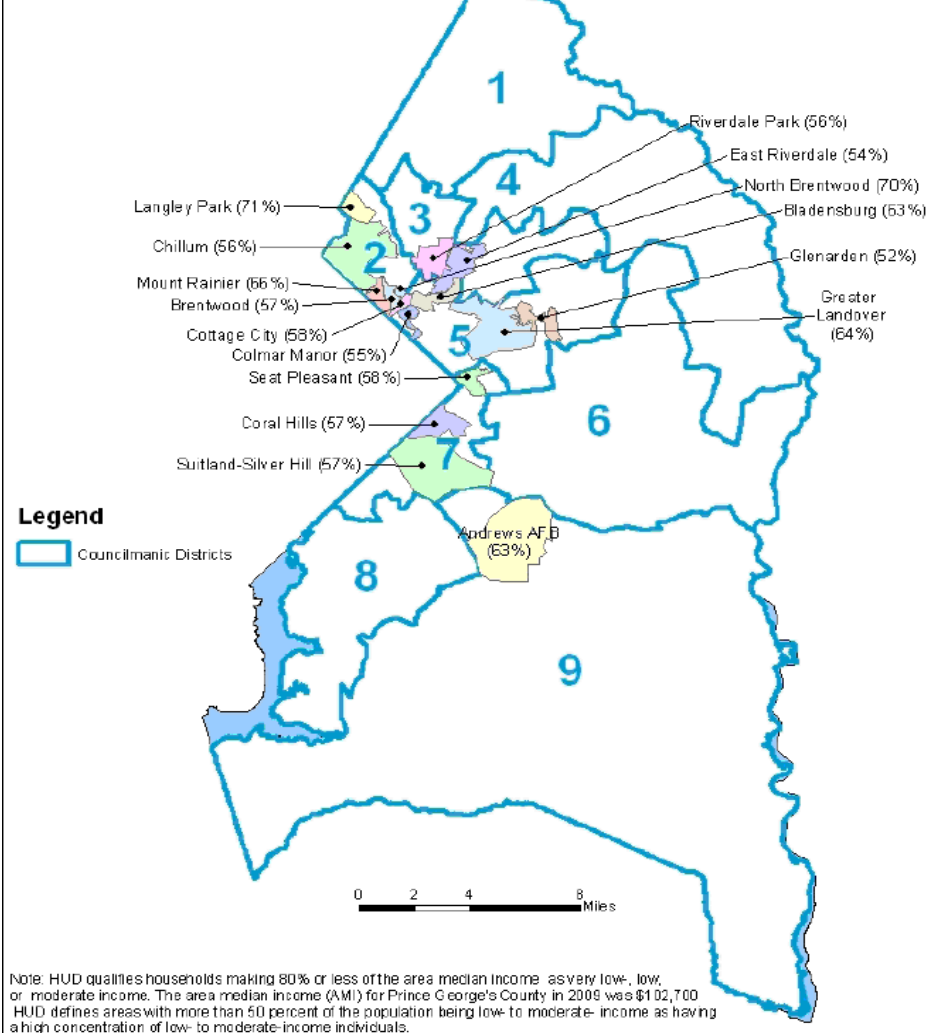 1
Riverdale Park (56%)
East Riverdale (54%)
4
North Brentwood (70%)
Langley Park (71%)
3
Bladensburg (63%)
Chillum (56%)
2
Glenarden (52%)
Mount Rainier (66%)
Brentwood (57%)
Greater
Landover
(64%)
Cottage City (58%)
5
Colmar Manor (55%)
Seat Pleasant (58%)
Coral Hills (57%)
6
7
Suitland-Silver Hill (57%)
Legend
Councilmanic Districts
Andrews AFB
(63%)
8
9
0 2 4 8
Miles
Note: HUD qualifies households making 80% or less of the area median income as very low-, low,
or moderate income. The area median income (AMI) for Prince George's County in 2009 was $102,700
HUD defines areas with more than 50 percent of the population being low- to moderate- income as having
a high concentration of low- to moderate-income individuals.